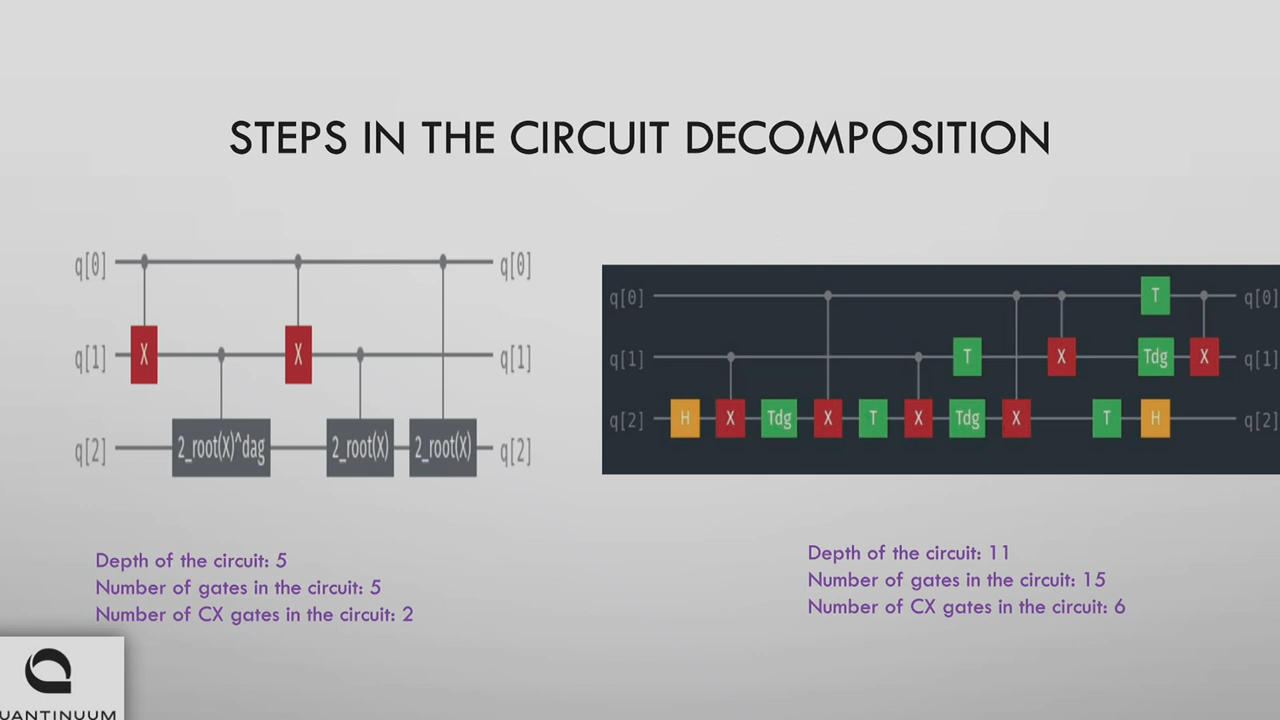 STEPS IN THE CIRCUIT DECOMPOSITION
q[0] q[0]
q[1] X X q[1]
q[2] 2_root(X)^dag 2_root(X) 2_root(X) q[2]
q[0] T q[0]
q[1] T X Tdg X q[1]
q[2] H X Tdg X T X Tdg X T H q[2]
Depth of the circuit: 5
Number of gates in the circuit: 5
Number of CX gates in the circuit: 2
Depth of the circuit: 11
Number of gates in the circuit: 15
Number of CX gates in the circuit: 6
UANTINUUM